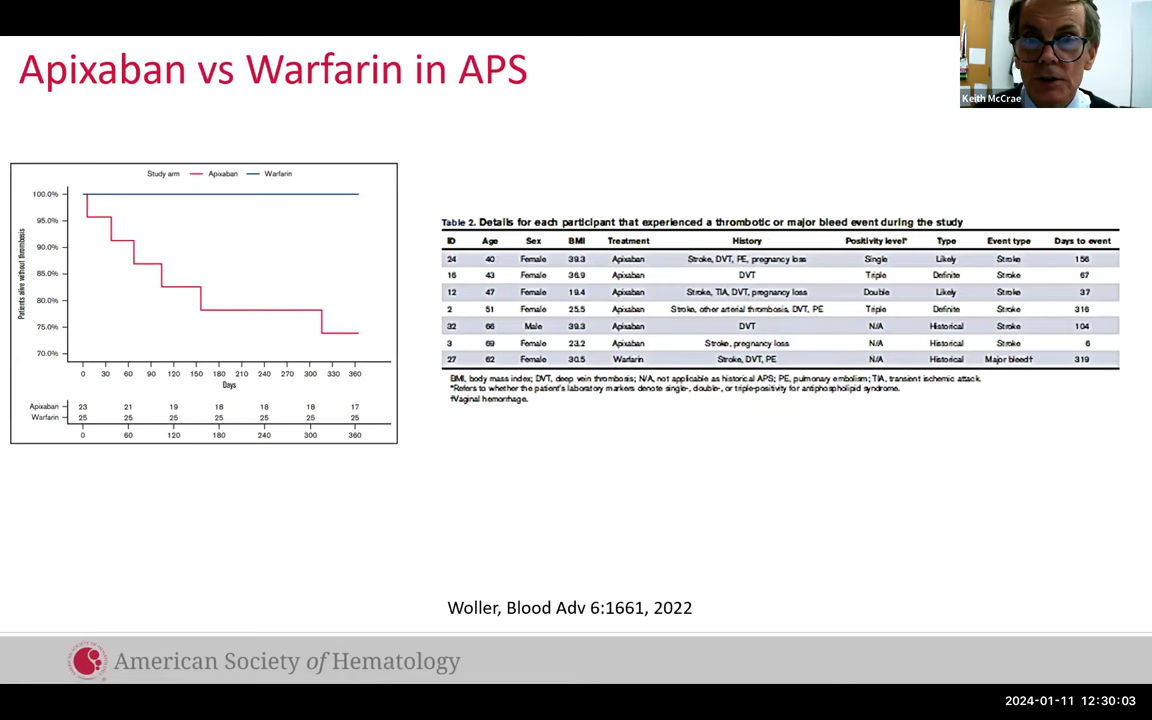 Apixaban vs Warfarin in APS
Keith McCrae
Study arm Apixaban Warfarin
100.0%
95.0%
90.0%
85.0%
80.0%
75.0%
70.0%
Patients alive without thrombosis
0 30 60 90 120 150 180 210 240 270 300 330 360
Days
Apixaban 23 21 19 18 18 18 17
Warfarin 25 25 25 25 25 25 25
0 60 120 180 240 300 360
Table 2. Details for each participant that experienced a thrombotic or major bleed event during the study
ID Age Sex BMI Treatment History Positivity level* Type Event type Days to event
24 40 Female 39.3 Apixaban Stroke, DVT, PE, pregnancy loss Single Likely Stroke 156
16 43 Female 36.9 Apixaban DVT Triple Definite Stroke 67
12 47 Female 19.4 Apixaban Stroke, TIA, DVT, pregnancy loss Double Likely Stroke 37
2 51 Female 25.5 Apixaban Stroke, other arterial thrombosis, DVT, PE Triple Definite Stroke 316
32 66 Male 39.3 Apixaban DVT N/A Historical Stroke 104
3 69 Female 23.2 Apixaban Stroke, pregnancy loss N/A Historical Stroke 6
27 62 Female 30.5 Warfarin Stroke, DVT, PE N/A Historical Major bleed† 319
BMI, body mass index; DVT, deep vein thrombosis; N/A, not applicable as historical APS; PE, pulmonary embolism; TIA, transient ischemic attack.
*Refers to whether the patient's laboratory markers denote single-, double-, or triple-positivity for antiphospholipid syndrome.
†Vaginal hemorrhage.
Woller, Blood Adv 6:1661, 2022
American Society of Hematology
2024-01-11 12:30:03